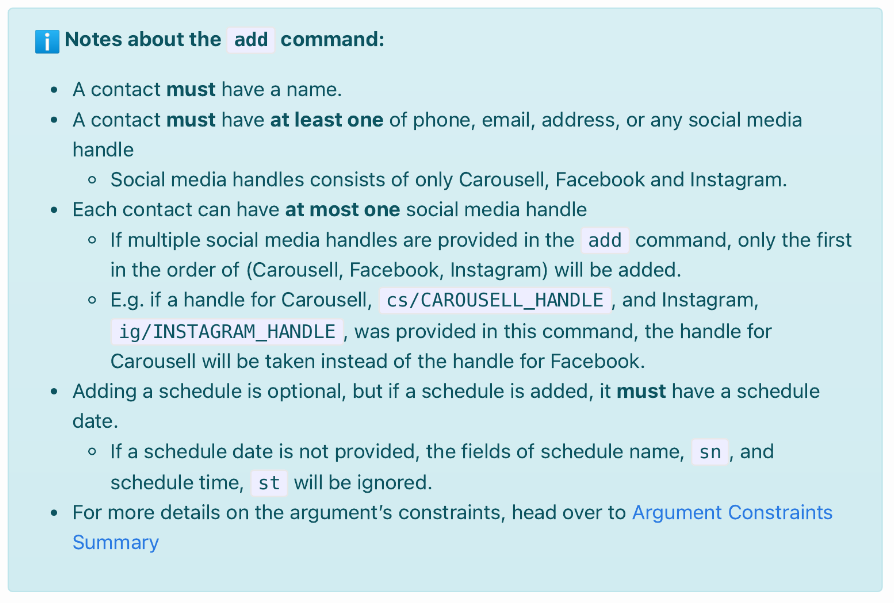 Notes about the add command:
• A contact must have a name.
• A contact must have at least one of phone, email, address, or any social media
handle
◦ Social media handles consists of only Carousell, Facebook and Instagram.
• Each contact can have at most one social media handle
◦ If multiple social media handles are provided in the add command, only the first
in the order of (Carousell, Facebook, Instagram) will be added.
◦ E.g. if a handle for Carousell, cs/CAROUSELL_HANDLE, and Instagram,
ig/INSTAGRAM_HANDLE, was provided in this command, the handle for
Carousell will be taken instead of the handle for Facebook.
• Adding a schedule is optional, but if a schedule is added, it must have a schedule
date.
◦ If a schedule date is not provided, the fields of schedule name, sn, and
schedule time, st will be ignored.
• For more details on the argument's constraints, head over to Argument Constraints
Summary